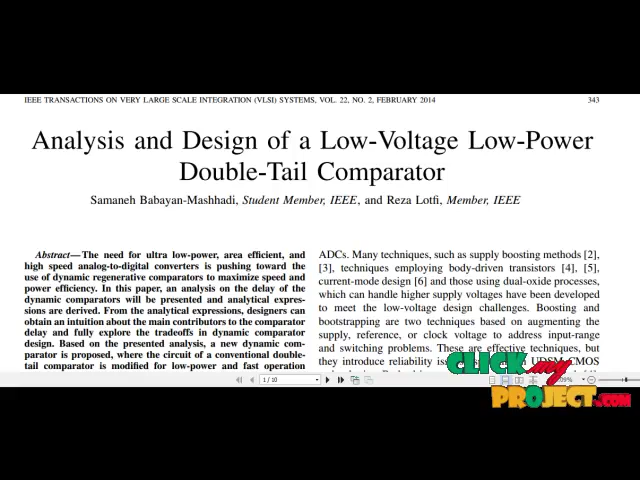 IEEE TRANSACTIONS ON VERY LARGE SCALE INTEGRATION (VLSI) SYSTEMS, VOL. 22, NO. 2, FEBRUARY 2014 343
Analysis and Design of a Low-Voltage Low-Power
Double-Tail Comparator
Samaneh Babayan-Mashhadi, Student Member, IEEE, and Reza Lotfi, Member, IEEE
Abstract—The need for ultra low-power, area efficient, and
high speed analog-to-digital converters is pushing toward the
use of dynamic regenerative comparators to maximize speed and
power efficiency. In this paper, an analysis on the delay of the
dynamic comparators will be presented and analytical expres-
sions are derived. From the analytical expressions, designers can
obtain an intuition about the main contributors to the comparator
delay and fully explore the tradeoffs in dynamic comparator
design. Based on the presented analysis, a new dynamic com-
parator is proposed, where the circuit of a conventional double-
tail comparator is modified for low-power and fast operation
ADCs. Many techniques, such as supply boosting methods [2],
[3], techniques employing body-driven transistors [4], [5],
current-mode design [6] and those using dual-oxide processes,
which can handle higher supply voltages have been developed
to meet the low-voltage design challenges. Boosting and
bootstrapping are two techniques based on augmenting the
supply, reference, or clock voltage to address input-range
and switching problems. These are effective techniques, but
they introduce reliability UDSM CMOS
1 / 10
CLICK my
PROJECT.COM